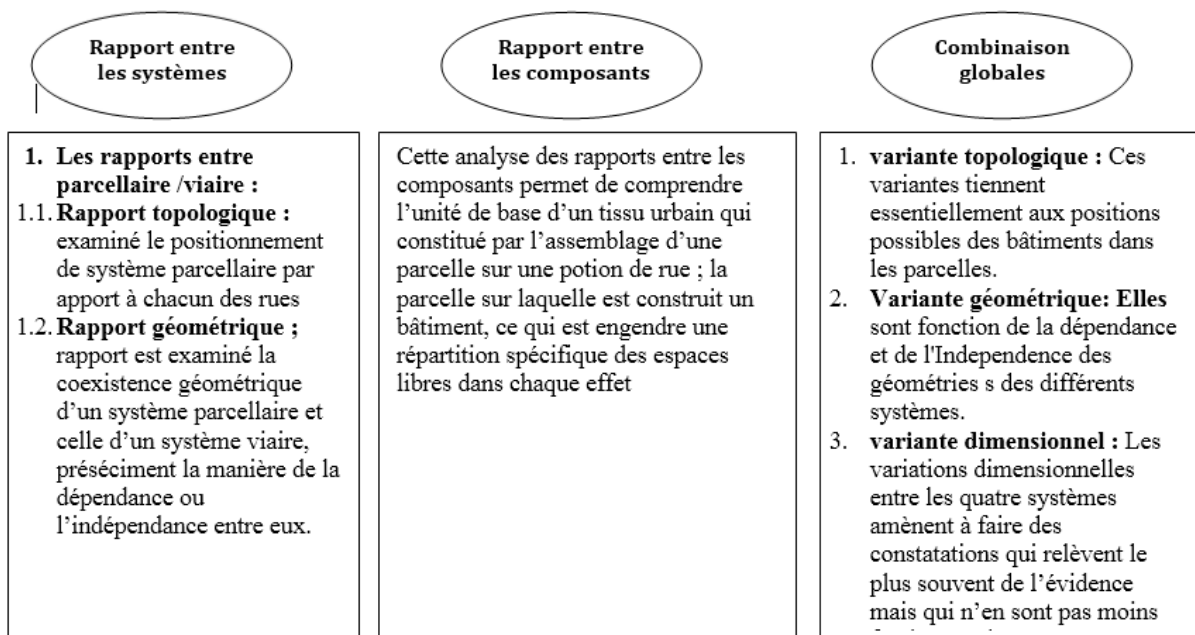 Rapport entre
les systèmes
Rapport entre
les composants
Combinaison
globales
1. Les rapports entre
parcellaire /viaire :
1.1. Rapport topologique :
examiné le positionnement
de système parcellaire par
apport à chacun des rues
1.2. Rapport géométrique ;
rapport est examiné la
coexistence géométrique
d’un système parcellaire et
celle d’un système viaire,
préséciment la manière de la
dépendance ou
l’indépendance entre eux.
Cette analyse des rapports entre les
composants permet de comprendre
l’unité de base d’un tissu urbain qui
constitué par l’assemblage d’une
parcelle sur une potion de rue ; la
parcelle sur laquelle est construit un
bâtiment, ce qui est engendre une
répartition spécifique des espaces
libres dans chaque effet
1. variante topologique : Ces
variantes tiennent
essentiellement aux positions
possibles des bâtiments dans
les parcelles.
2. Variante géométrique: Elles
sont fonction de la dépendance
et de l'Independence des
géométries s des différents
systèmes.
3. variante dimensionnel : Les
variations dimensionnelles
entre les quatre systèmes
amènent à faire des
constatations qui relèvent le
plus souvent de l’évidence
mais qui n’en sont pas moins